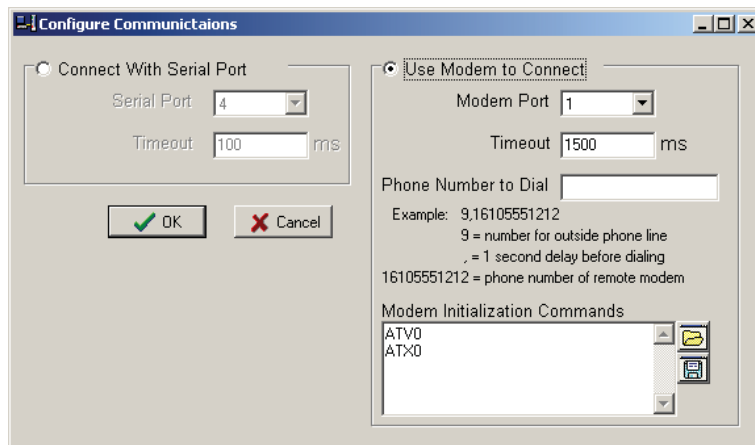 Configure Communictaions
Connect With Serial Port
Serial Port 4
Timeout 100 ms
OK Cancel
Use Modem to Connect
Modem Port 1
Timeout 1500 ms
Phone Number to Dial
Example: 9,16105551212
9 = number for outside phone line
, = 1 second delay before dialing
16105551212 = phone number of remote modem
Modem Initialization Commands
ATV0
ATX0